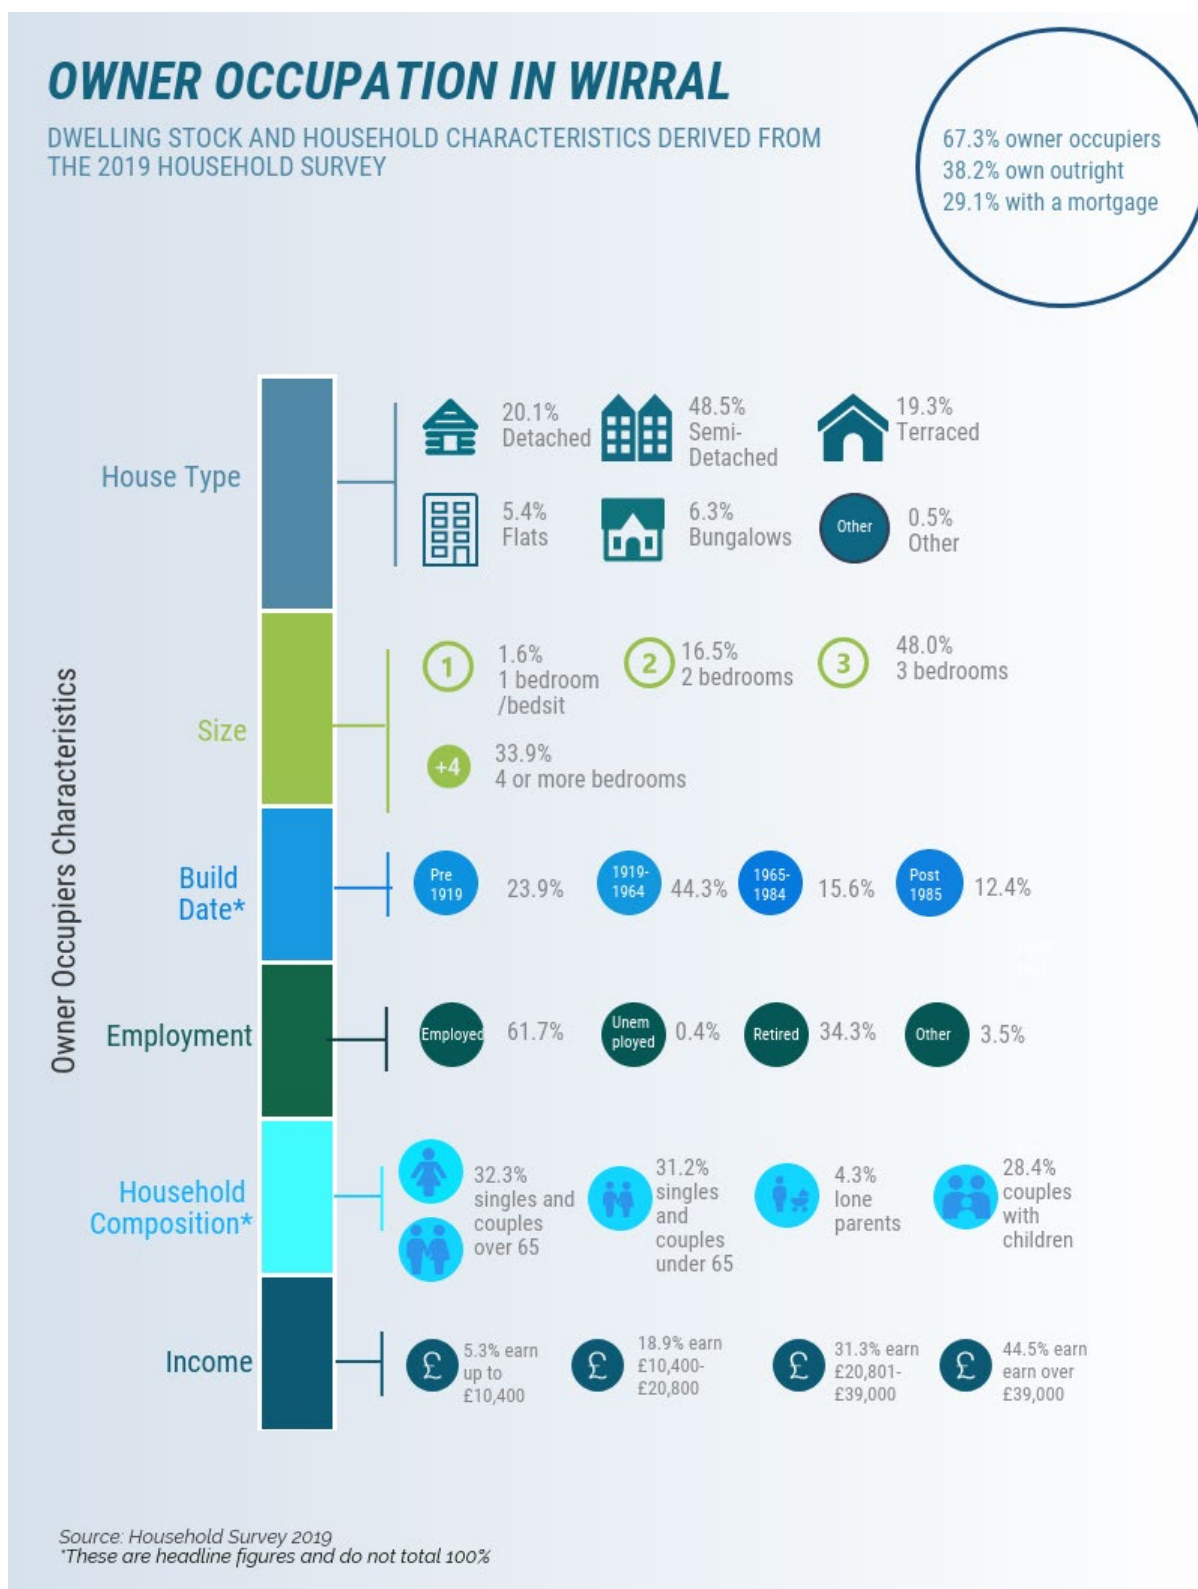 OWNER OCCUPATION IN WIRRAL
DWELLING STOCK AND HOUSEHOLD CHARACTERISTICS DERIVED FROM
THE 2019 HOUSEHOLD SURVEY
67.3% owner occupiers
38.2% own outright
29.1% with a mortgage
Owner Occupiers Characteristics
House Type
20.1%
Detached
48.5%
Semi-
Detached
19.3%
Terraced
5.4%
Flats
6.3%
Bungalows
Other
0.5%
Other
Size
1
1.6%
1 bedroom
/bedsit
2
16.5%
2 bedrooms
3
48.0%
3 bedrooms
+4
33.9%
4 or more bedrooms
Build
Date*
Pre
1919
23.9%
1919-
1964
44.3%
1965-
1984
15.6%
Post
1985
12.4%
Employment
Employed
61.7%
Unem
ployed
0.4%
Retired
34.3%
Other
3.5%
Household
Composition*
32.3%
singles and
couples
over 65
31.2%
singles
and
couples
under 65
4.3%
lone
parents
28.4%
couples
with
children
Income
£
5.3% earn
up to
£10,400
£
18.9% earn
£10,400-
£20,800
£
31.3% earn
£20,801-
£39,000
£
44.5% earn
earn over
£39,000
Source: Household Survey 2019
*These are headline figures and do not total 100%